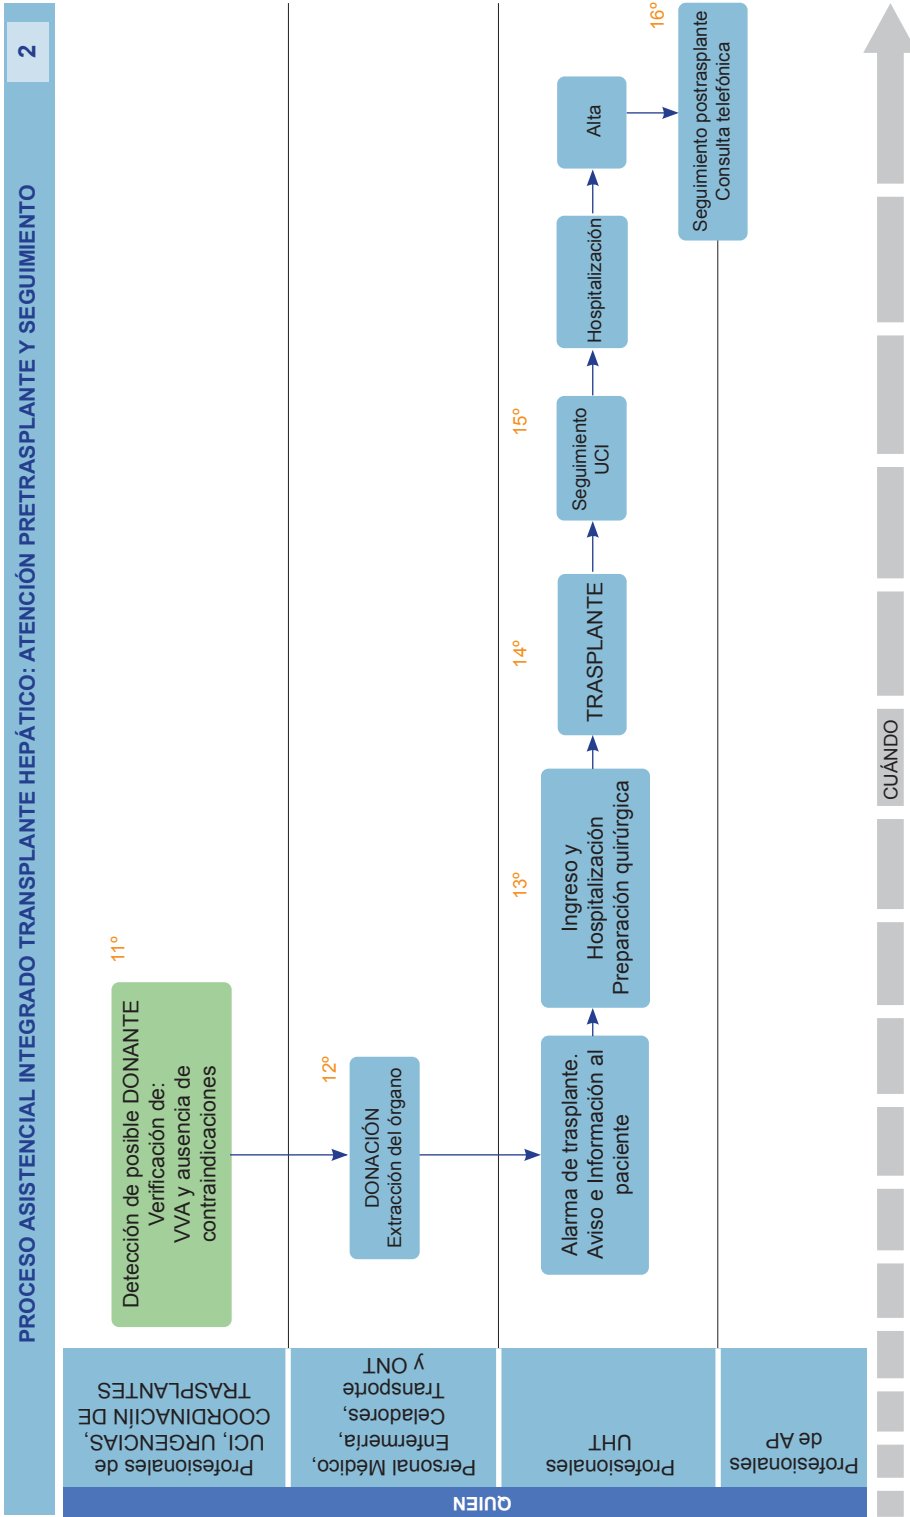 PROCESO ASISTENCIAL INTEGRADO TRANSPLANTE HEPÁTICO: ATENCIÓN PRETRASPLANTE Y SEGUIMIENTO
2
QUIEN
Profesionales de
UCI, URGENCIAS,
COORDINACIIN DE
TRASPLANTES
11º
Detección de posible DONANTE
Verificación de:
VVA y ausencia de
contraindicaciones
Personal Médico,
Enfermería,
Celadores,
Transporte
y ONT
12º
DONACIÓN
Extracción del órgano
Profesionales
UHT
Alarma de trasplante.
Aviso e Información al
paciente
13º
Ingreso y
Hospitalización
Preparación quirúrgica
14º
TRASPLANTE
15º
Seguimiento
UCI
Hospitalización
Alta
Profesionales
de AP
16º
Seguimiento postrasplante
Consulta telefónica
CUÁNDO